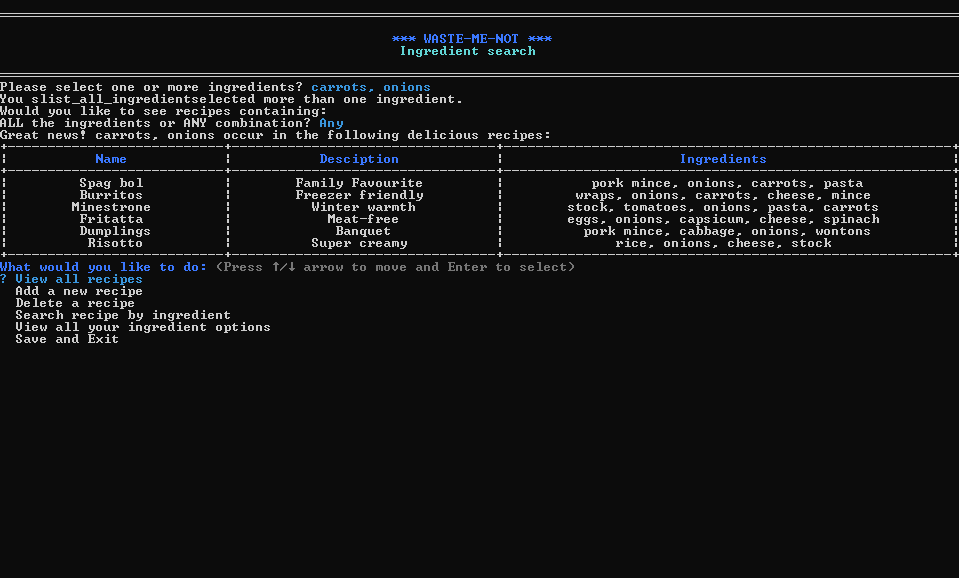 *** WASTE-ME-NOT ***
Ingredient search
Please select one or more ingredients? carrots, onions
You slist_all_ingredientselected more than one ingredient.
Would you like to see recipes containing:
ALL the ingredients or ANY combination? Any
Great news! carrots, onions occur in the following delicious recipes:
Name Desciption Ingredients
Spag bol Family Favourite pork mince, onions, carrots, pasta
Burritos Freezer friendly wraps, onions, carrots, cheese, mince
Minestrone Winter warmth stock, tomatoes, onions, pasta, carrots
Fritatta Meat-free eggs, onions, capsicum, cheese, spinach
Dumplings Banquet pork mince, cabbage, onions, wontons
Risotto Super creamy rice, onions, cheese, stock
What would you like to do: (Press ↑/↓ arrow to move and Enter to select)
? View all recipes
Add a new recipe
Delete a recipe
Search recipe by ingredient
View all your ingredient options
Save and Exit